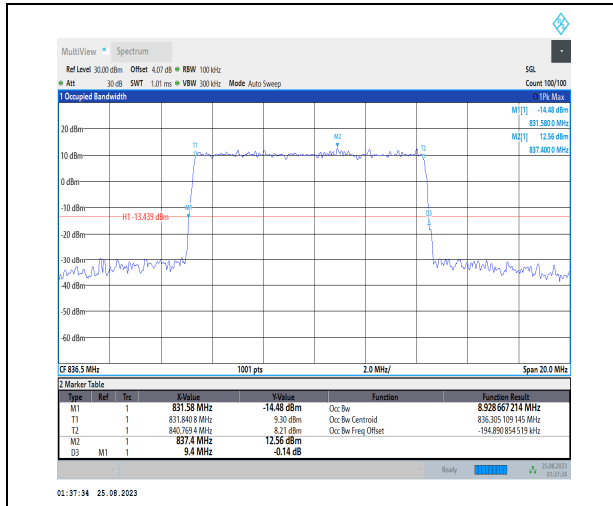 MultiView Spectrum
Ref Level 30.00 dBm Offset 4.07 dB RBW 100 kHz SGL
Att 30 dB SWT 1.01 ms VBW 300 kHz Mode Auto Sweep Count 100/100
1 Occupied Bandwidth 1Pk Max
M1[1] -14.48 dBm
831.580 0 MHz
M2[1] 12.56 dBm
837.400 0 MHz
20 dBm
M2
T1 T2
10 dBm
0 dBm
-10 dBm
M1
H1 -13.439 dBm
D3
-20 dBm
-30 dBm
-40 dBm
-50 dBm
-60 dBm
CF 836.5 MHz 1001 pts 2.0 MHz/ Span 20.0 MHz
2 Marker Table
Type Ref Trc X-Value Y-Value Function Function Result
M1 1 831.58 MHz -14.48 dBm Occ Bw 8.928 667 214 MHz
T1 1 831.840 8 MHz 9.30 dBm Occ Bw Centroid 836.305 109 145 MHz
T2 1 840.769 4 MHz 8.21 dBm Occ Bw Freq Offset -194.890 854 519 kHz
M2 1 837.4 MHz 12.56 dBm
D3 M1 1 9.4 MHz -0.14 dB
Ready 25.08.2023
01:37:34
01:37:34 25.08.2023